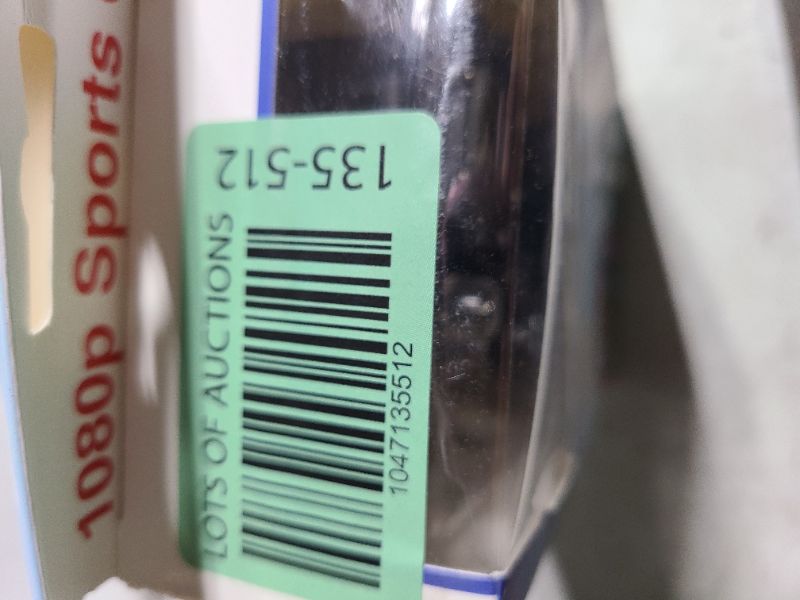 1080p Sports
LOTS OF AUCTIONS
1047135512
135-512